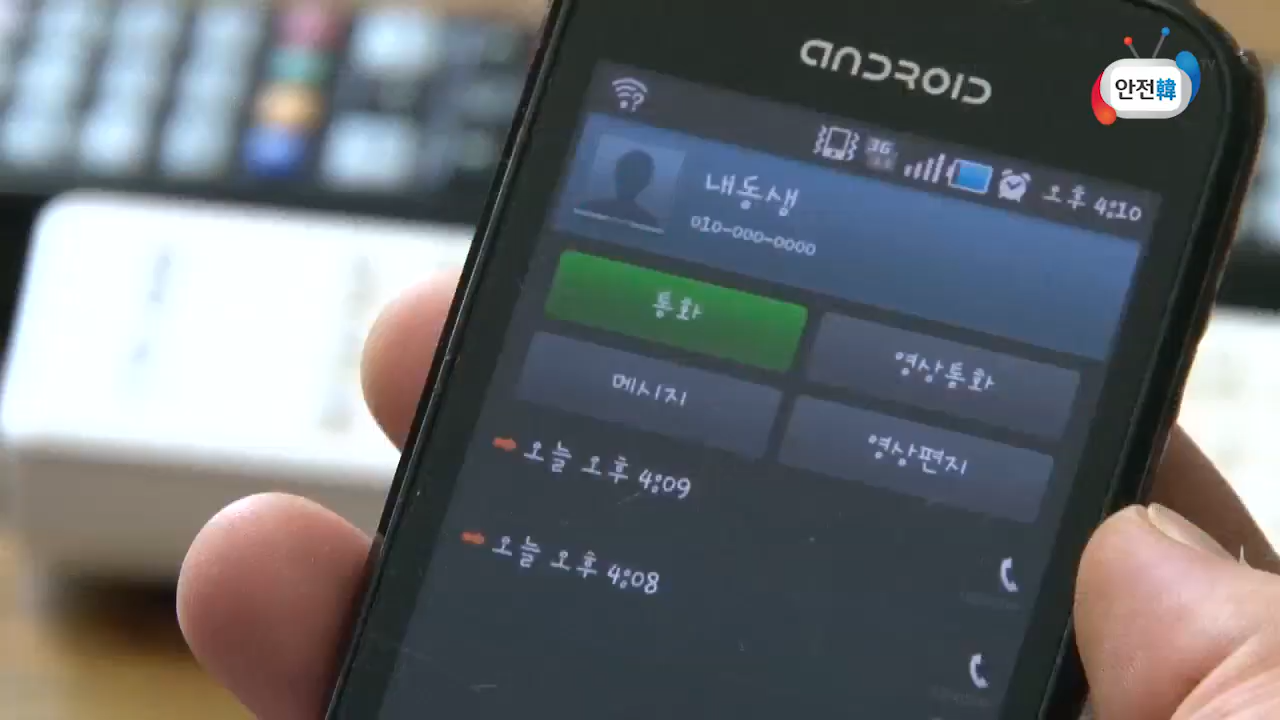 ANDROID
안전韓
TV
3G
오후 4:10
내동생
010-000-0000
통화
영상통화
메시지
영상편지
오늘 오후 4:09
오늘 오후 4:08